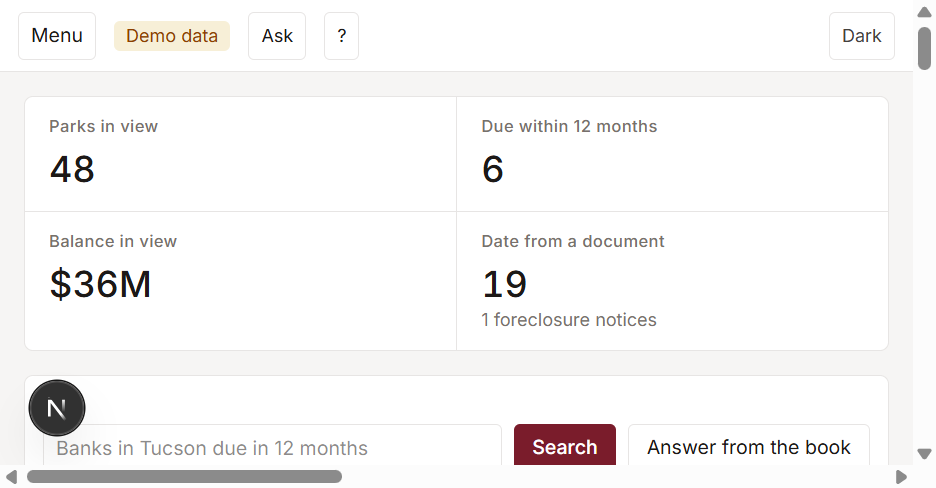 Menu
Demo data
Ask
?
Dark
Parks in view
48
Due within 12 months
6
Balance in view
$36M
Date from a document
19
1 foreclosure notices
N
Banks in Tucson due in 12 months
Search
Answer from the book